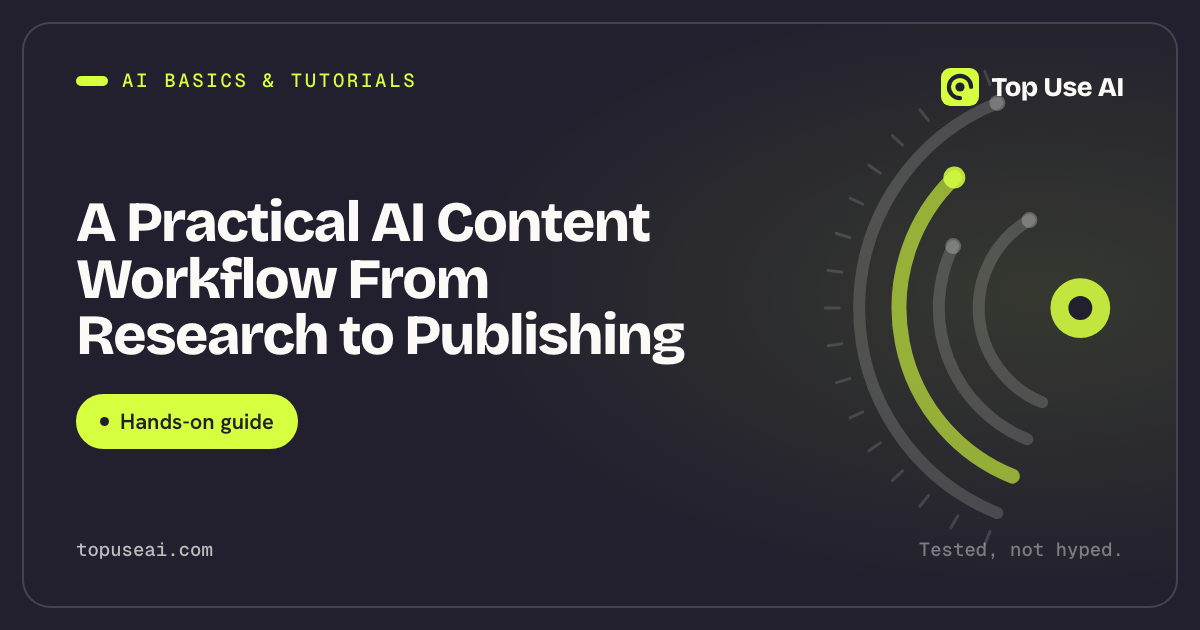 AI BASICS & TUTORIALS
Top Use AI
A Practical AI Content
Workflow From
Research to Publishing
Hands-on guide
topuseai.com
Tested, not hyped.